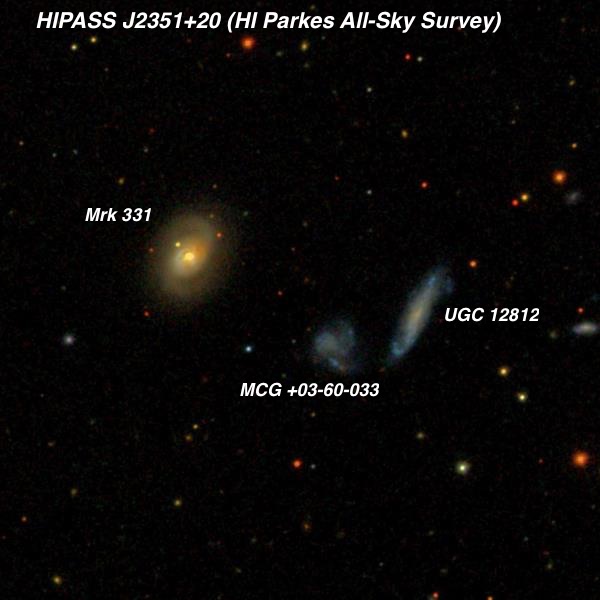 HIPASS J2351+20 (HI Parkes All-Sky Survey)
Mrk 331
UGC 12812
MCG +03-60-033